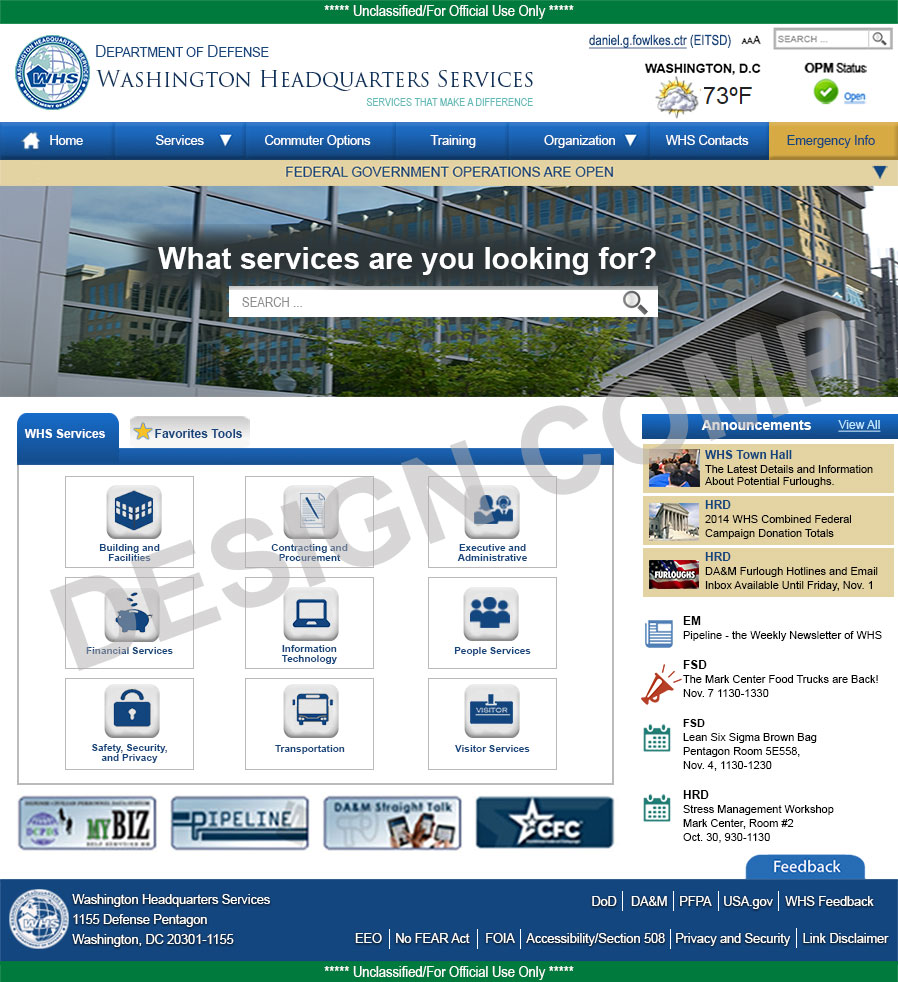 ***** Unclassified/For Official Use Only *****
DEPARTMENT OF DEFENSE
WASHINGTON HEADQUARTERS SERVICES
SERVICES THAT MAKE A DIFFERENCE
WHS
daniel.g.fowlkes.ctr (EITSD) AAA
SEARCH ...
WASHINGTON, D.C
73ºF
OPM Status
Open
Home
Services
Commuter Options
Training
Organization
WHS Contacts
Emergency Info
FEDERAL GOVERNMENT OPERATIONS ARE OPEN
What services are you looking for?
SEARCH ...
DESIGN COMP
WHS Services
Favorites Tools
Building and
Facilities
Contracting and
Procurement
Executive and
Administrative
Financial Services
Information
Technology
People Services
Safety, Security,
and Privacy
Transportation
VISITOR
Visitor Services
Announcements
View All
WHS Town Hall
The Latest Details and Information
About Potential Furloughs.
HRD
2014 WHS Combined Federal
Campaign Donation Totals
FURLOUGHS
HRD
DA&M Furlough Hotlines and Email
Inbox Available Until Friday, Nov. 1
EM
Pipeline - the Weekly Newsletter of WHS
FSD
The Mark Center Food Trucks are Back!
Nov. 7 1130-1330
FSD
Lean Six Sigma Brown Bag
Pentagon Room 5E558,
Nov. 4, 1130-1230
HRD
Stress Management Workshop
Mark Center, Room #2
Oct. 30, 930-1130
DCPDS
MyBIZ
PIPELINE
DA&M Straight Talk
CFC
Feedback
WHS
Washington Headquarters Services
1155 Defense Pentagon
Washington, DC 20301-1155
DoD | DA&M | PFPA | USA.gov | WHS Feedback
EEO | No FEAR Act | FOIA | Accessibility/Section 508 | Privacy and Security | Link Disclaimer
***** Unclassified/For Official Use Only *****